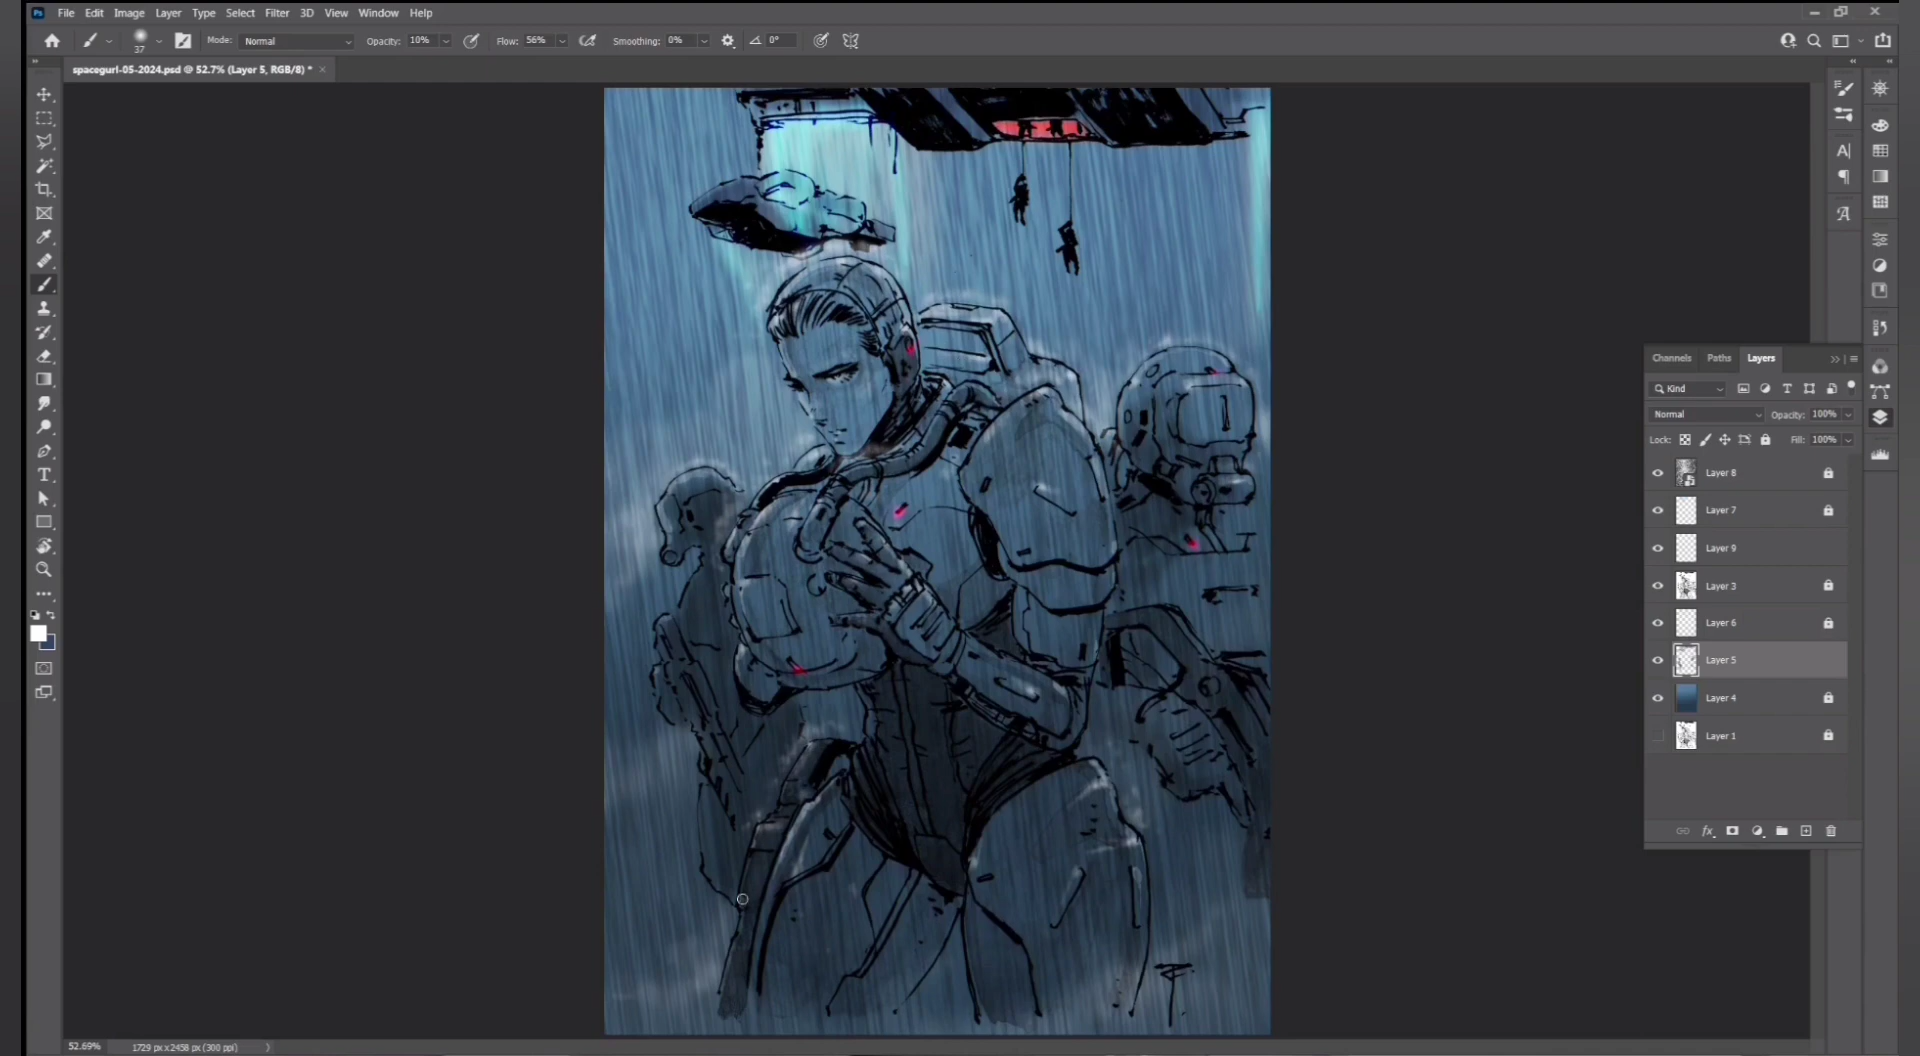 Ps File Edit Image Layer Type Select Filter 3D View Window Help
37 Mode: Normal Opacity: 10% Flow: 56% Smoothing: 0% 0°
spacegurl-05-2024.psd @ 52.7% (Layer 5, RGB/8) *
Channels Paths Layers
Kind
Normal Opacity: 100%
Lock: Fill: 100%
Layer 8
Layer 7
Layer 9
Layer 3
Layer 6
Layer 5
Layer 4
Layer 1
52.69% 1729 px x 2458 px (300 ppi)